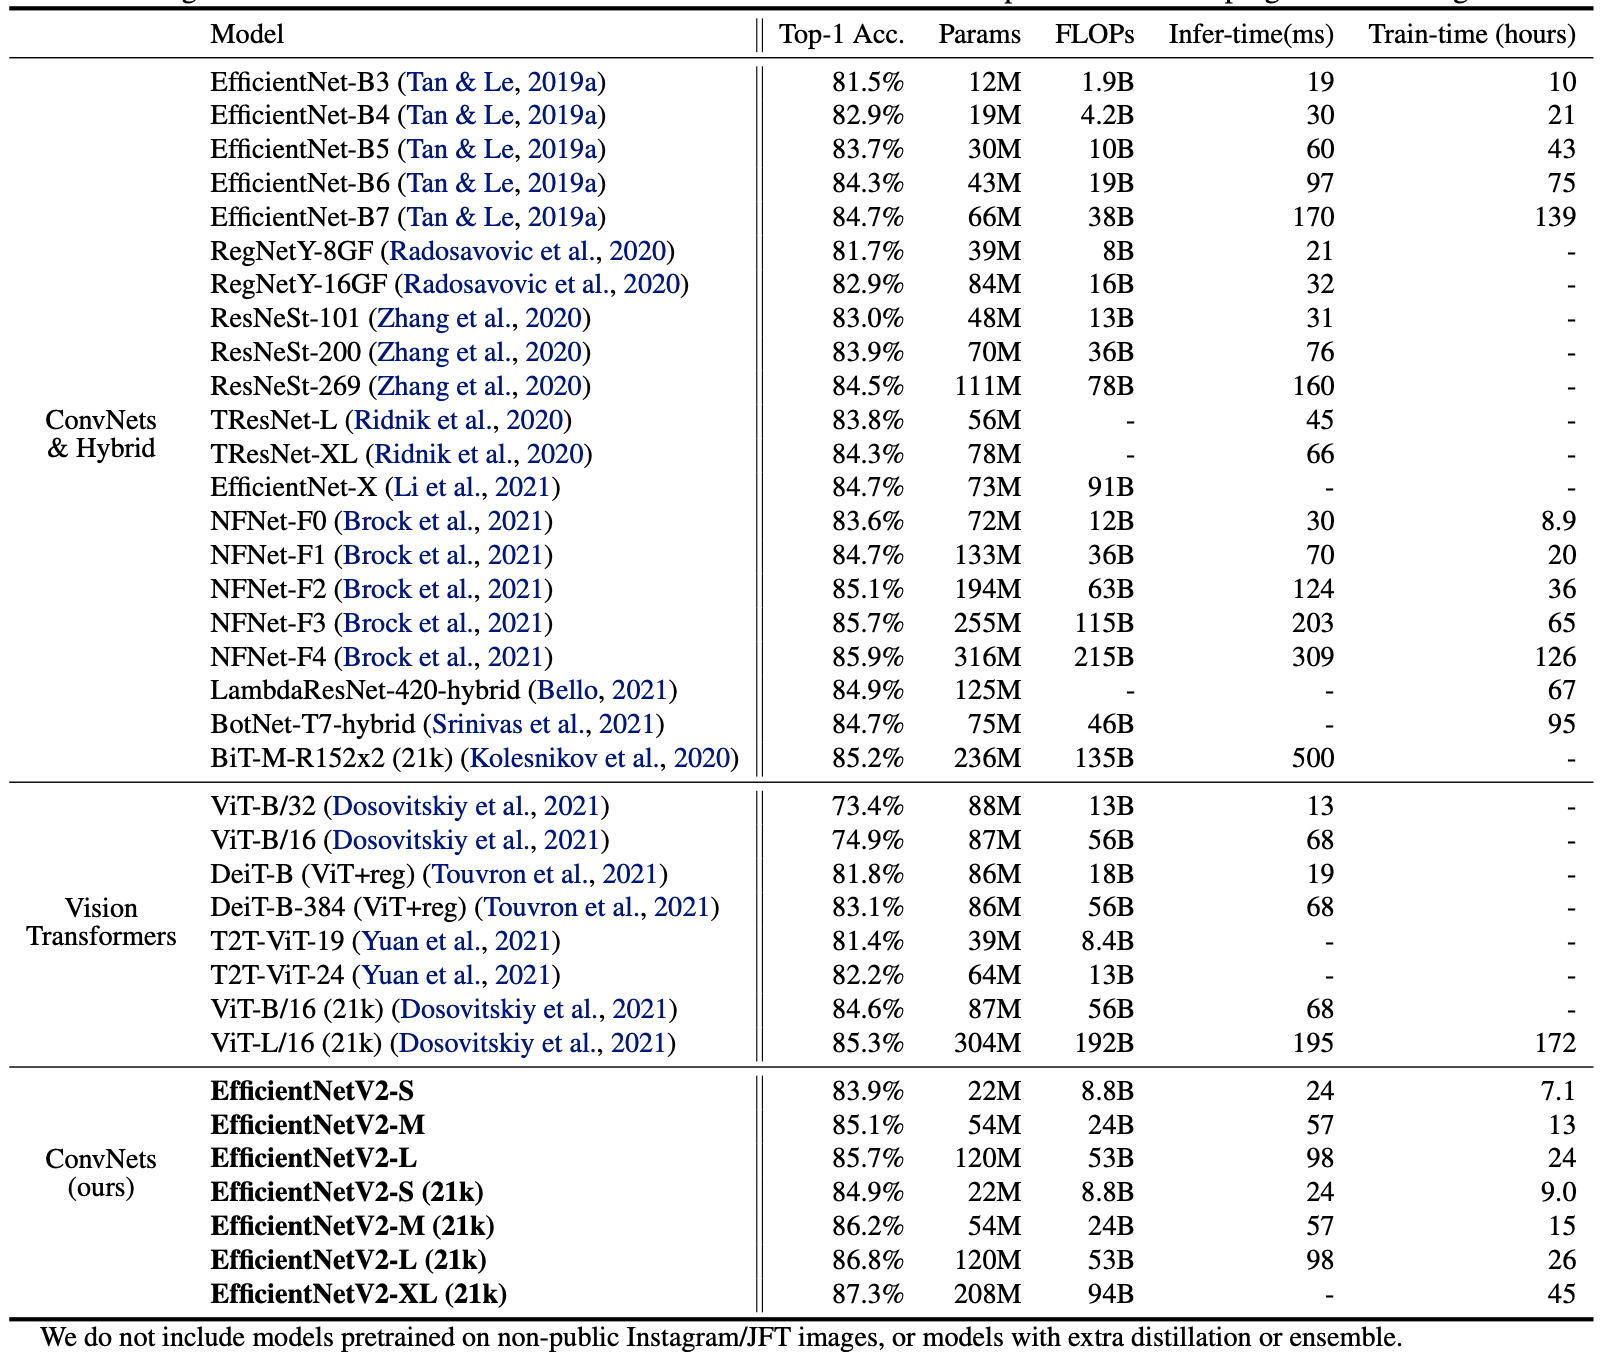 Model Top-1 Acc. Params FLOPs Infer-time(ms) Train-time (hours)
EfficientNet-B3 (Tan & Le, 2019a) 81.5% 12M 1.9B 19 10
EfficientNet-B4 (Tan & Le, 2019a) 82.9% 19M 4.2B 30 21
EfficientNet-B5 (Tan & Le, 2019a) 83.7% 30M 10B 60 43
EfficientNet-B6 (Tan & Le, 2019a) 84.3% 43M 19B 97 75
EfficientNet-B7 (Tan & Le, 2019a) 84.7% 66M 38B 170 139
RegNetY-8GF (Radosavovic et al., 2020) 81.7% 39M 8B 21 -
RegNetY-16GF (Radosavovic et al., 2020) 82.9% 84M 16B 32 -
ResNeSt-101 (Zhang et al., 2020) 83.0% 48M 13B 31 -
ResNeSt-200 (Zhang et al., 2020) 83.9% 70M 36B 76 -
ResNeSt-269 (Zhang et al., 2020) 84.5% 111M 78B 160 -
ConvNets
& Hybrid
TResNet-L (Ridnik et al., 2020) 83.8% 56M - 45 -
TResNet-XL (Ridnik et al., 2020) 84.3% 78M - 66 -
EfficientNet-X (Li et al., 2021) 84.7% 73M 91B - -
NFNet-F0 (Brock et al., 2021) 83.6% 72M 12B 30 8.9
NFNet-F1 (Brock et al., 2021) 84.7% 133M 36B 70 20
NFNet-F2 (Brock et al., 2021) 85.1% 194M 63B 124 36
NFNet-F3 (Brock et al., 2021) 85.7% 255M 115B 203 65
NFNet-F4 (Brock et al., 2021) 85.9% 316M 215B 309 126
LambdaResNet-420-hybrid (Bello, 2021) 84.9% 125M - - 67
BotNet-T7-hybrid (Srinivas et al., 2021) 84.7% 75M 46B - 95
BiT-M-R152x2 (21k) (Kolesnikov et al., 2020) 85.2% 236M 135B 500 -
ViT-B/32 (Dosovitskiy et al., 2021) 73.4% 88M 13B 13 -
ViT-B/16 (Dosovitskiy et al., 2021) 74.9% 87M 56B 68 -
DeiT-B (ViT+reg) (Touvron et al., 2021) 81.8% 86M 18B 19 -
Vision
Transformers
DeiT-B-384 (ViT+reg) (Touvron et al., 2021) 83.1% 86M 56B 68 -
T2T-ViT-19 (Yuan et al., 2021) 81.4% 39M 8.4B - -
T2T-ViT-24 (Yuan et al., 2021) 82.2% 64M 13B - -
ViT-B/16 (21k) (Dosovitskiy et al., 2021) 84.6% 87M 56B 68 -
ViT-L/16 (21k) (Dosovitskiy et al., 2021) 85.3% 304M 192B 195 172
EfficientNetV2-S 83.9% 22M 8.8B 24 7.1
EfficientNetV2-M 85.1% 54M 24B 57 13
ConvNets
(ours)
EfficientNetV2-L 85.7% 120M 53B 98 24
EfficientNetV2-S (21k) 84.9% 22M 8.8B 24 9.0
EfficientNetV2-M (21k) 86.2% 54M 24B 57 15
EfficientNetV2-L (21k) 86.8% 120M 53B 98 26
EfficientNetV2-XL (21k) 87.3% 208M 94B - 45
We do not include models pretrained on non-public Instagram/JFT images, or models with extra distillation or ensemble.